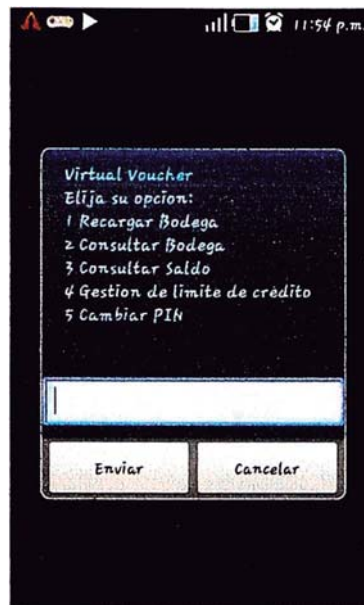 11:54 p.m.
Virtual Voucher
Elija su opcion:
1 Recargar Bodega
2 Consultar Bodega
3 Consultar Saldo
4 Gestion de limite de crédito
5 Cambiar PIN
Enviar
Cancelar